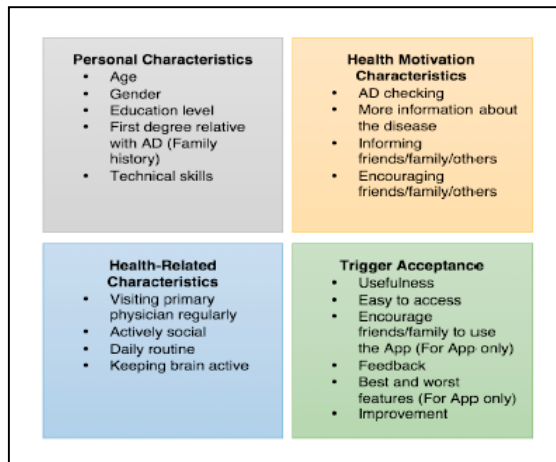 Personal Characteristics
• Age
• Gender
• Education level
• First degree relative
with AD (Family
history)
• Technical skills
Health Motivation
Characteristics
• AD checking
• More information about
the disease
• Informing
friends/family/others
• Encouraging
friends/family/others
Health-Related
Characteristics
• Visiting primary
physician regularly
• Actively social
• Daily routine
• Keeping brain active
Trigger Acceptance
• Usefulness
• Easy to access
• Encourage
friends/family to use
the App (For App only)
• Feedback
• Best and worst
features (For App only)
• Improvement